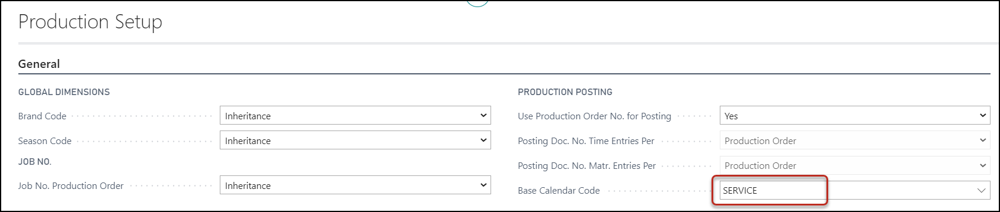 Production Setup
General
GLOBAL DIMENSIONS
Brand Code Inheritance
Season Code Inheritance
JOB NO.
Job No. Production Order Inheritance
PRODUCTION POSTING
Use Production Order No. for Posting Yes
Posting Doc. No. Time Entries Per Production Order
Posting Doc. No. Matr. Entries Per Production Order
Base Calendar Code SERVICE